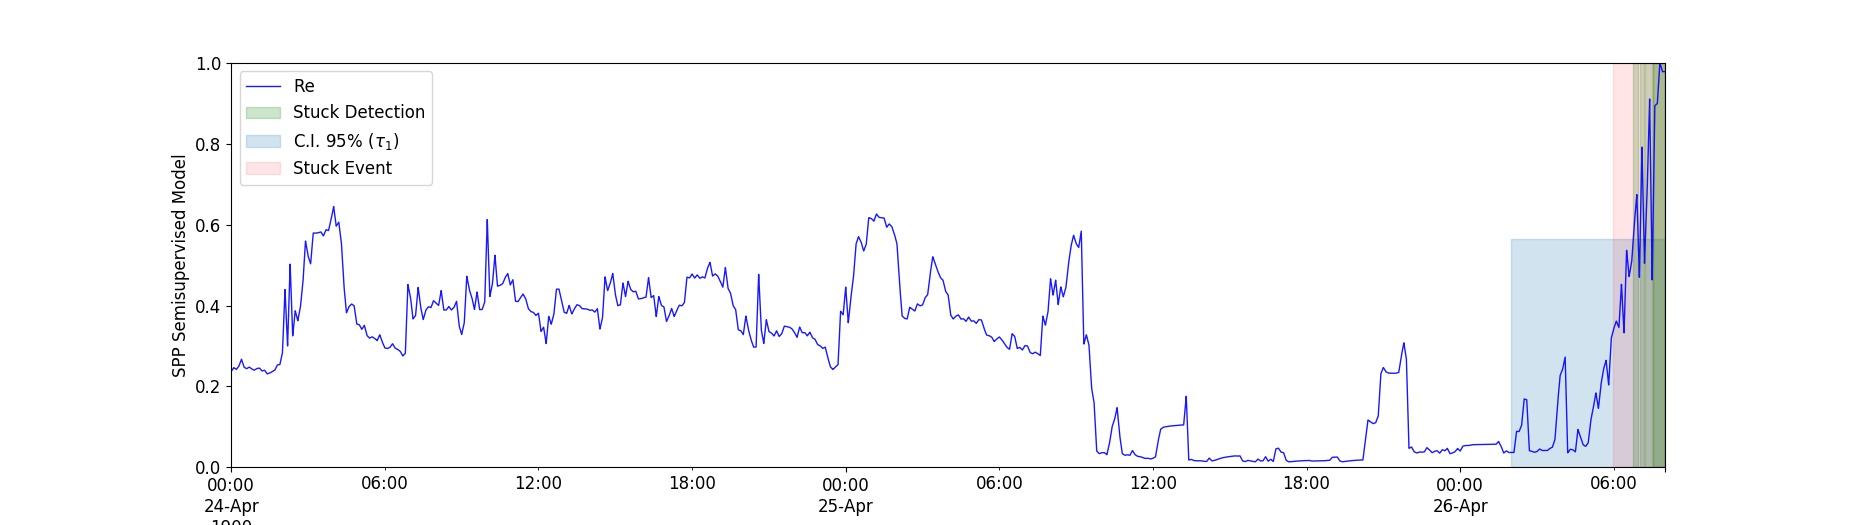 1.0
0.8
0.6
0.4
0.2
0.0
SPP Semisupervised Model
Re
Stuck Detection
C.I. 95% (τ₁)
Stuck Event
00:00 06:00 12:00 18:00 00:00 06:00 12:00 18:00 00:00 06:00
24-Apr 25-Apr 26-Apr
1900